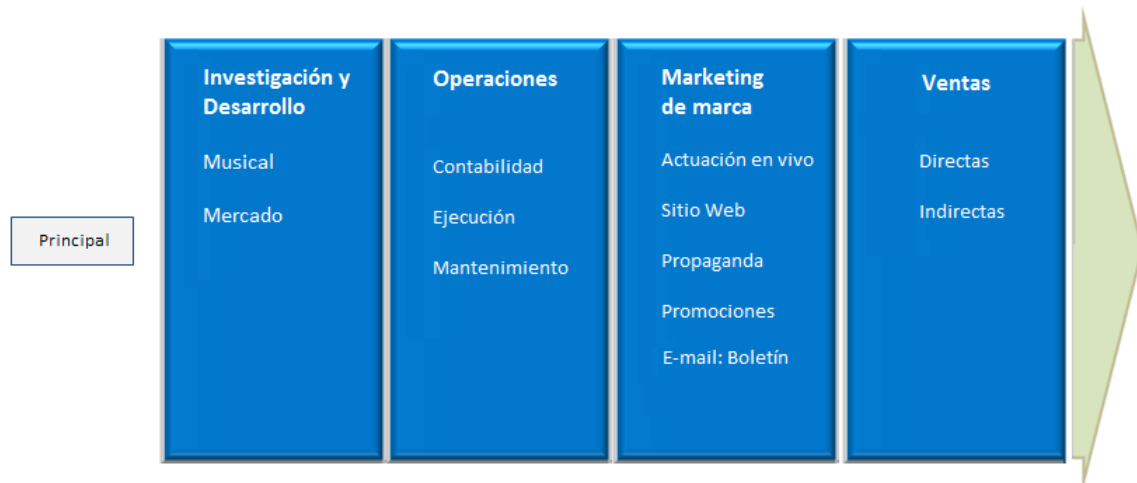 Principal
Investigación y
Desarrollo
Musical
Mercado
Operaciones
Contabilidad
Ejecución
Mantenimiento
Marketing
de marca
Actuación en vivo
Sitio Web
Propaganda
Promociones
E-mail: Boletín
Ventas
Directas
Indirectas